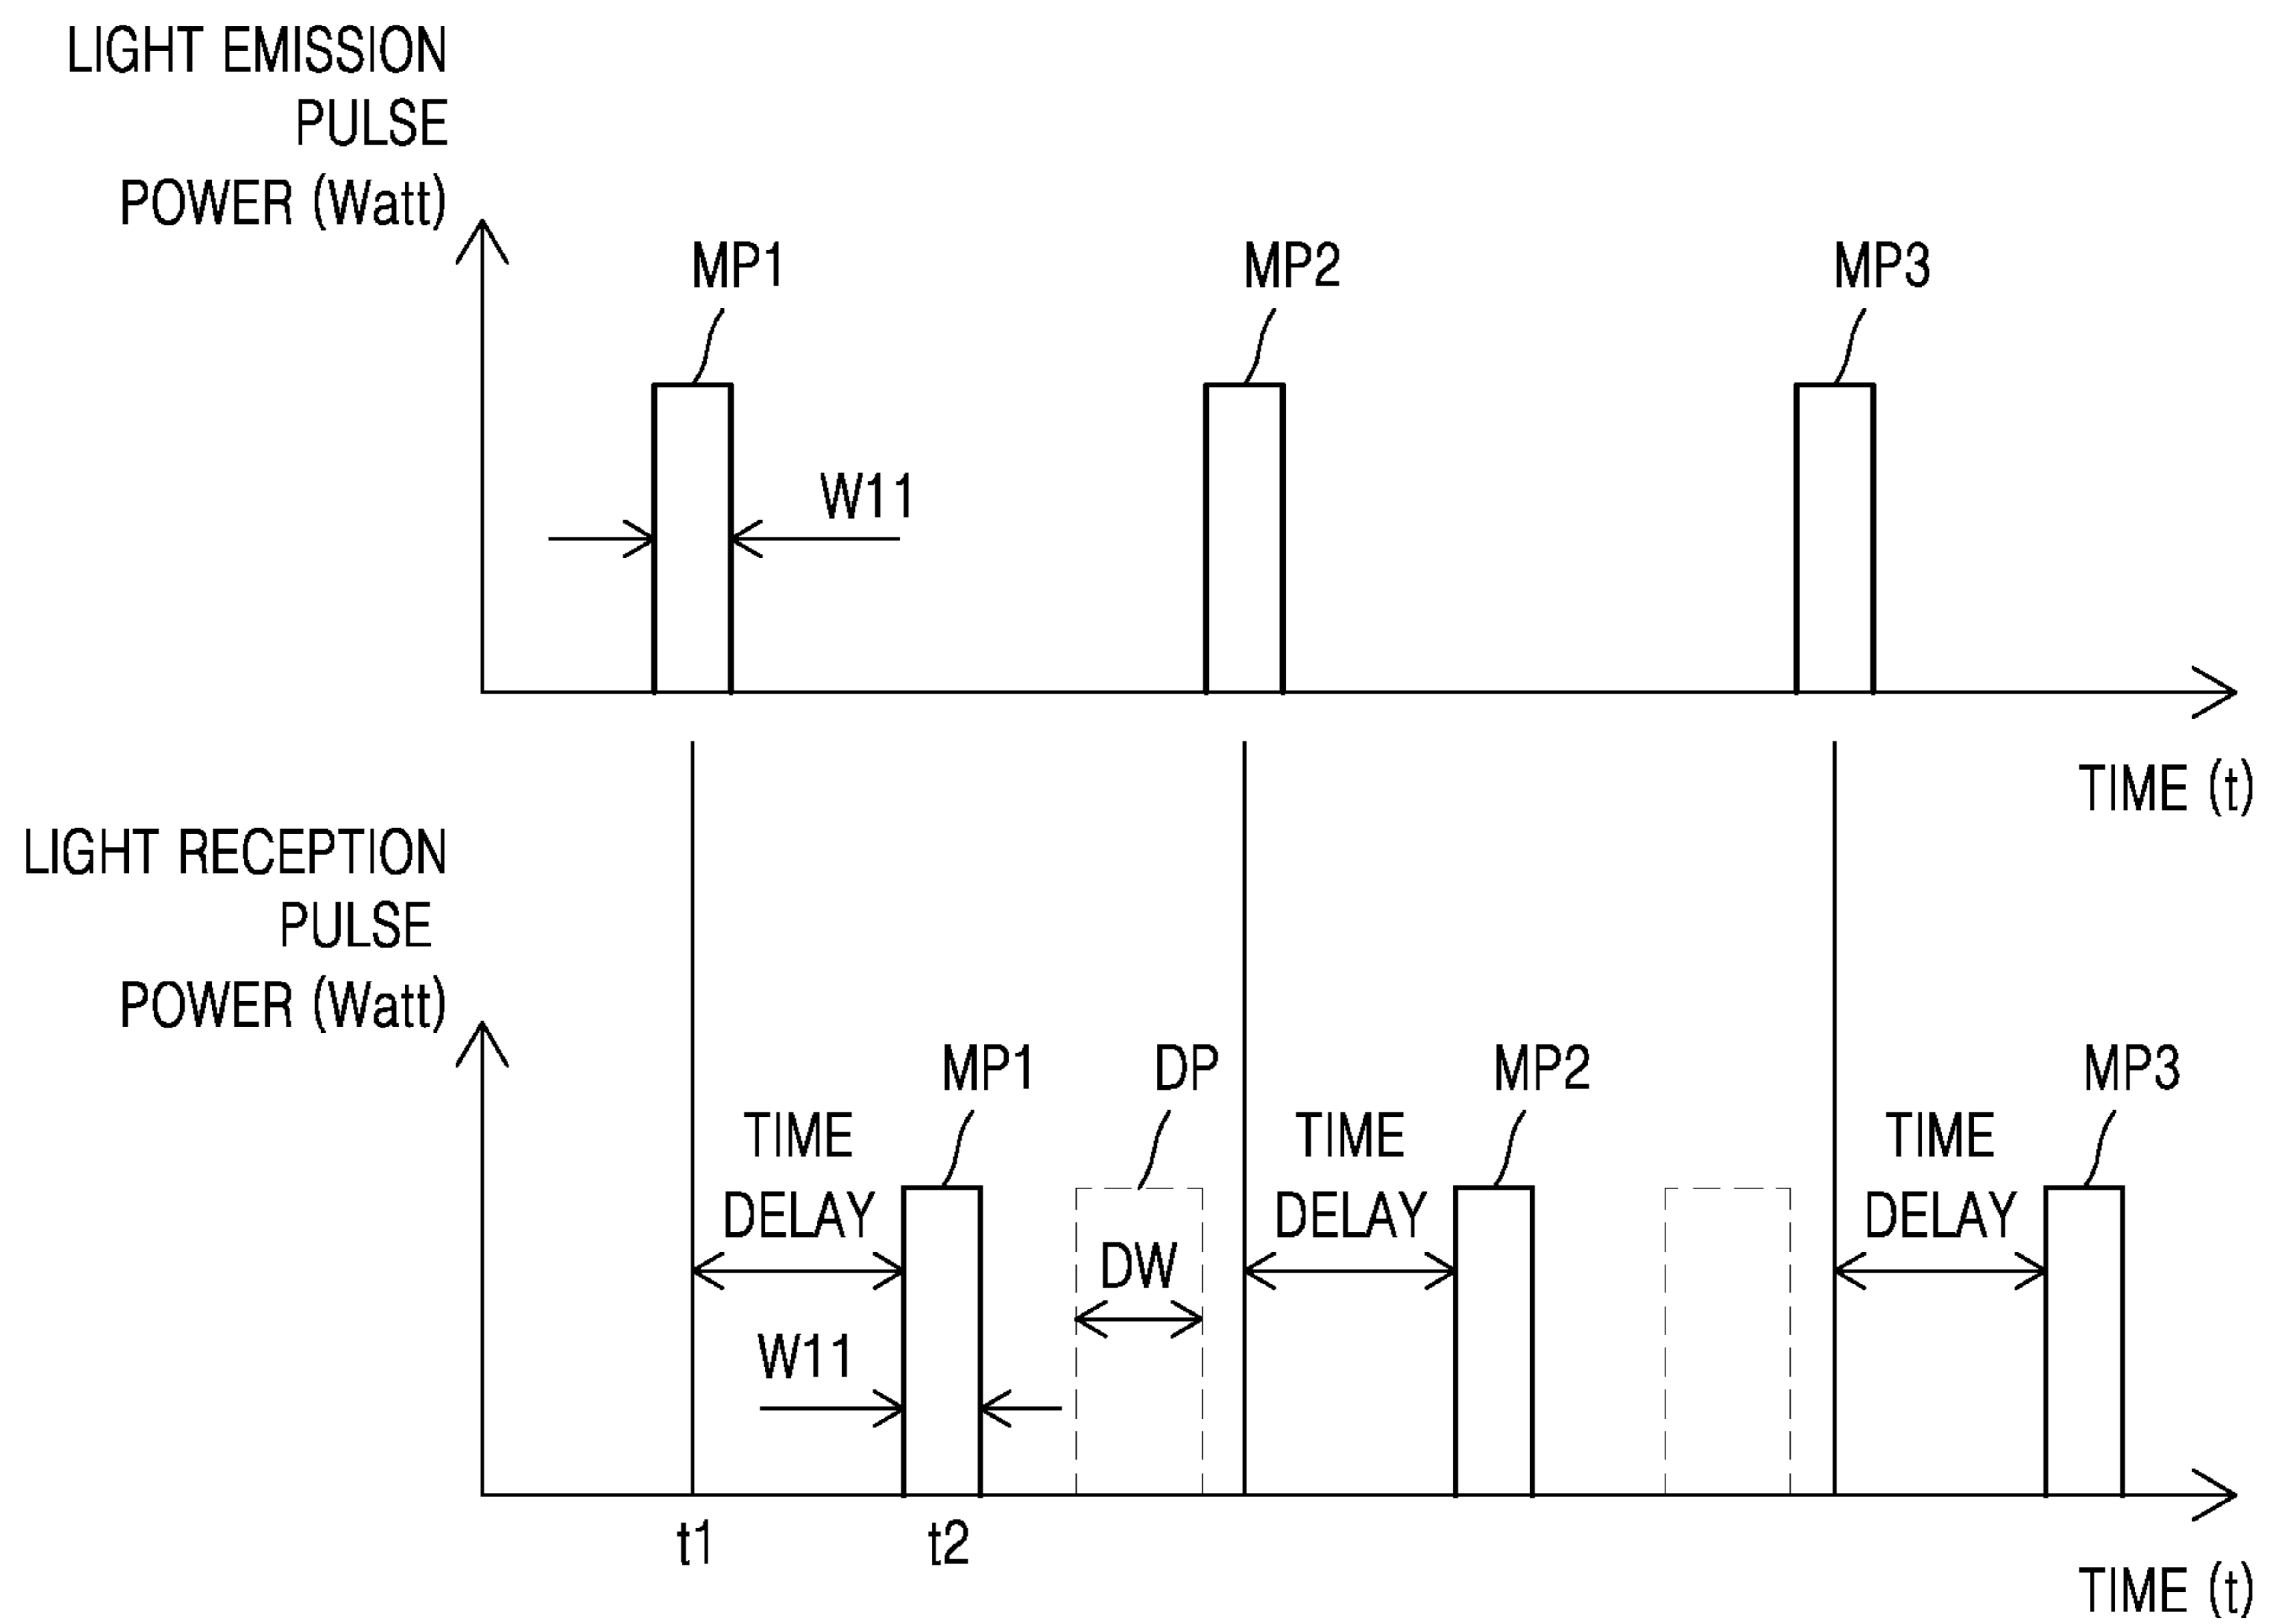 LIGHT EMISSION
PULSE
POWER (Watt)
MP1
MP2
MP3
W11
TIME (t)
LIGHT RECEPTION
PULSE
POWER (Watt)
MP1
DP
MP2
MP3
TIME
DELAY
TIME
DELAY
TIME
DELAY
DW
W11
t1
t2
TIME (t)